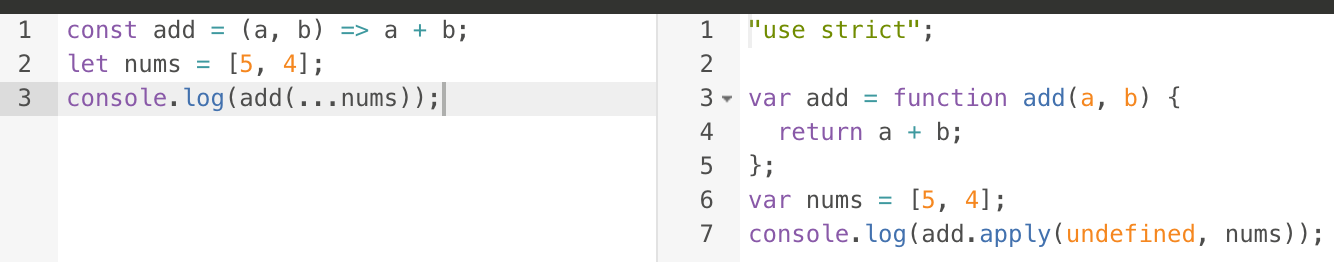 1 const add = (a, b) => a + b;
2 let nums = [5, 4];
3 console.log(add(...nums));
1 "use strict";
2
3 var add = function add(a, b) {
4   return a + b;
5 };
6 var nums = [5, 4];
7 console.log(add.apply(undefined, nums));